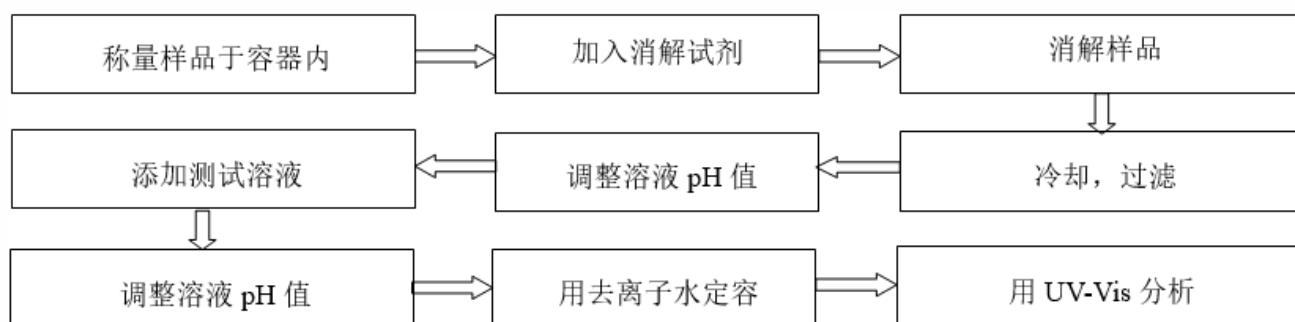 称量样品于容器内
加入消解试剂
消解样品
冷却，过滤
调整溶液 pH 值
添加测试溶液
调整溶液 pH 值
用去离子水定容
用 UV-Vis 分析